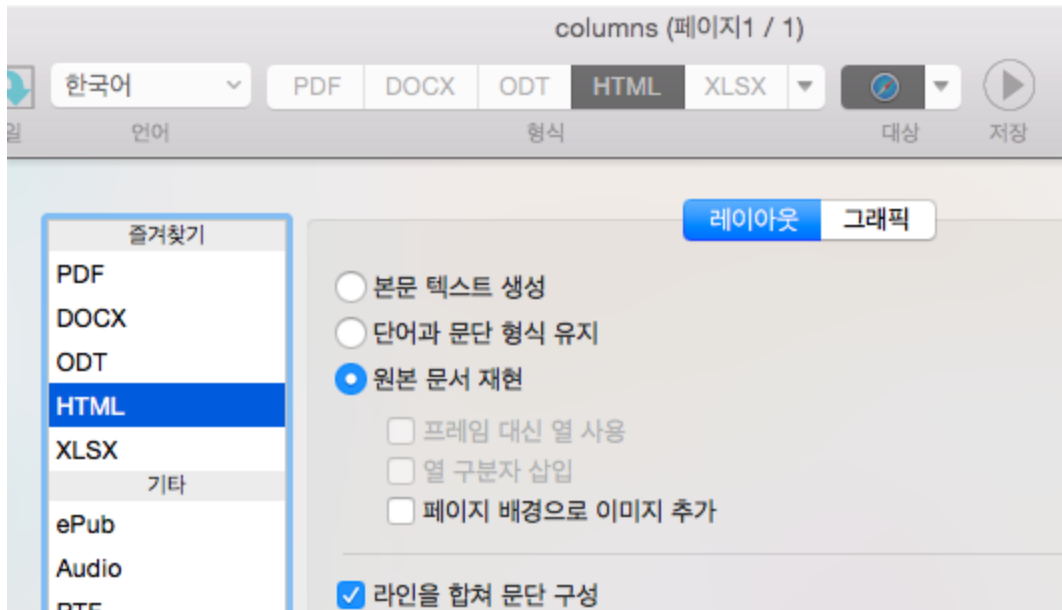 columns (페이지1 / 1)
한국어 PDF DOCX ODT HTML XLSX
일 언어 형식 대상 저장
레이아웃 그래픽
즐겨찾기
PDF
DOCX
ODT
HTML
XLSX
기타
ePub
Audio
RTF
본문 텍스트 생성
단어과 문단 형식 유지
원본 문서 재현
프레임 대신 열 사용
열 구분자 삽입
페이지 배경으로 이미지 추가
라인을 합쳐 문단 구성